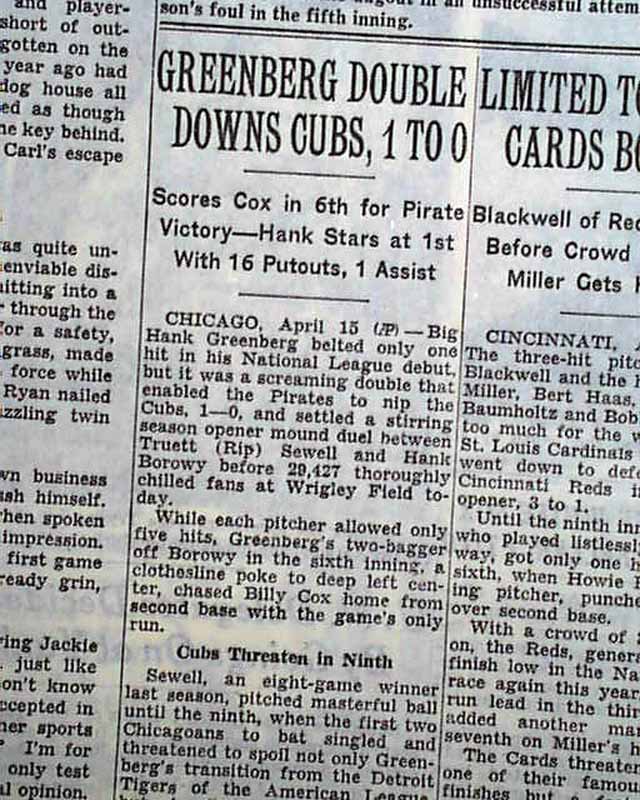 and player-
short of out-
gotten on the
year ago had
dog house all
ed as though
he key behind.
Carl's escape
as quite un-
enviable dis-
itting into a
through the
or a safety,
grass, made
force while
Ryan nailed
zzling twin
wn business
ash himself.
hen spoken
impression.
first game
ready grin,
ring Jackie
just like
on't know
ccepted in
her sports
I'm for
only test
al opinion.
in an unsuccessful attem
son's foul in the fifth inning.
GREENBERG DOUBLE
DOWNS CUBS, 1 TO 0
Scores Cox in 6th for Pirate
Victory—Hank Stars at 1st
With 16 Putouts, 1 Assist
CHICAGO, April 15 (AP)—Big
Hank Greenberg belted only one
hit in his National League debut,
but it was a screaming double that
enabled the Pirates to nip the
Cubs, 1—0, and settled a stirring
season opener mound duel between
Truett (Rip) Sewell and Hank
Borowy before 29,427 thoroughly
chilled fans at Wrigley Field to-
day.
While each pitcher allowed only
five hits, Greenberg's two-bagger
off Borowy in the sixth inning, a
clothesline poke to deep left cen-
ter, chased Billy Cox home from
second base with the game's only
run.
Cubs Threaten in Ninth
Sewell, an eight-game winner
last season, pitched masterful ball
until the ninth, when the first two
Chicagoans to bat singled and
threatened to spoil not only Green-
berg's transition from the Detroit
Tigers of the American League
LIMITED T
CARDS B
Blackwell of Red
Before Crowd
Miller Gets
CINCINNATI,
The three-hit pitc
Blackwell and the
Miller, Bert Haas,
Baumholtz and Bob
too much for the
St. Louis Cardinals
went down to defe
Cincinnati Reds i
opener, 3 to 1.
Until the ninth inn
who played listlessly
way, got only one h
sixth, when Howie
ing pitcher, punche
over second base.
With a crowd of
on, the Reds, genera
finish low in the Na
race again this year
run lead in the thir
added another mar
seventh on Miller's h
The Cards threaten
one of their famou
finishes but